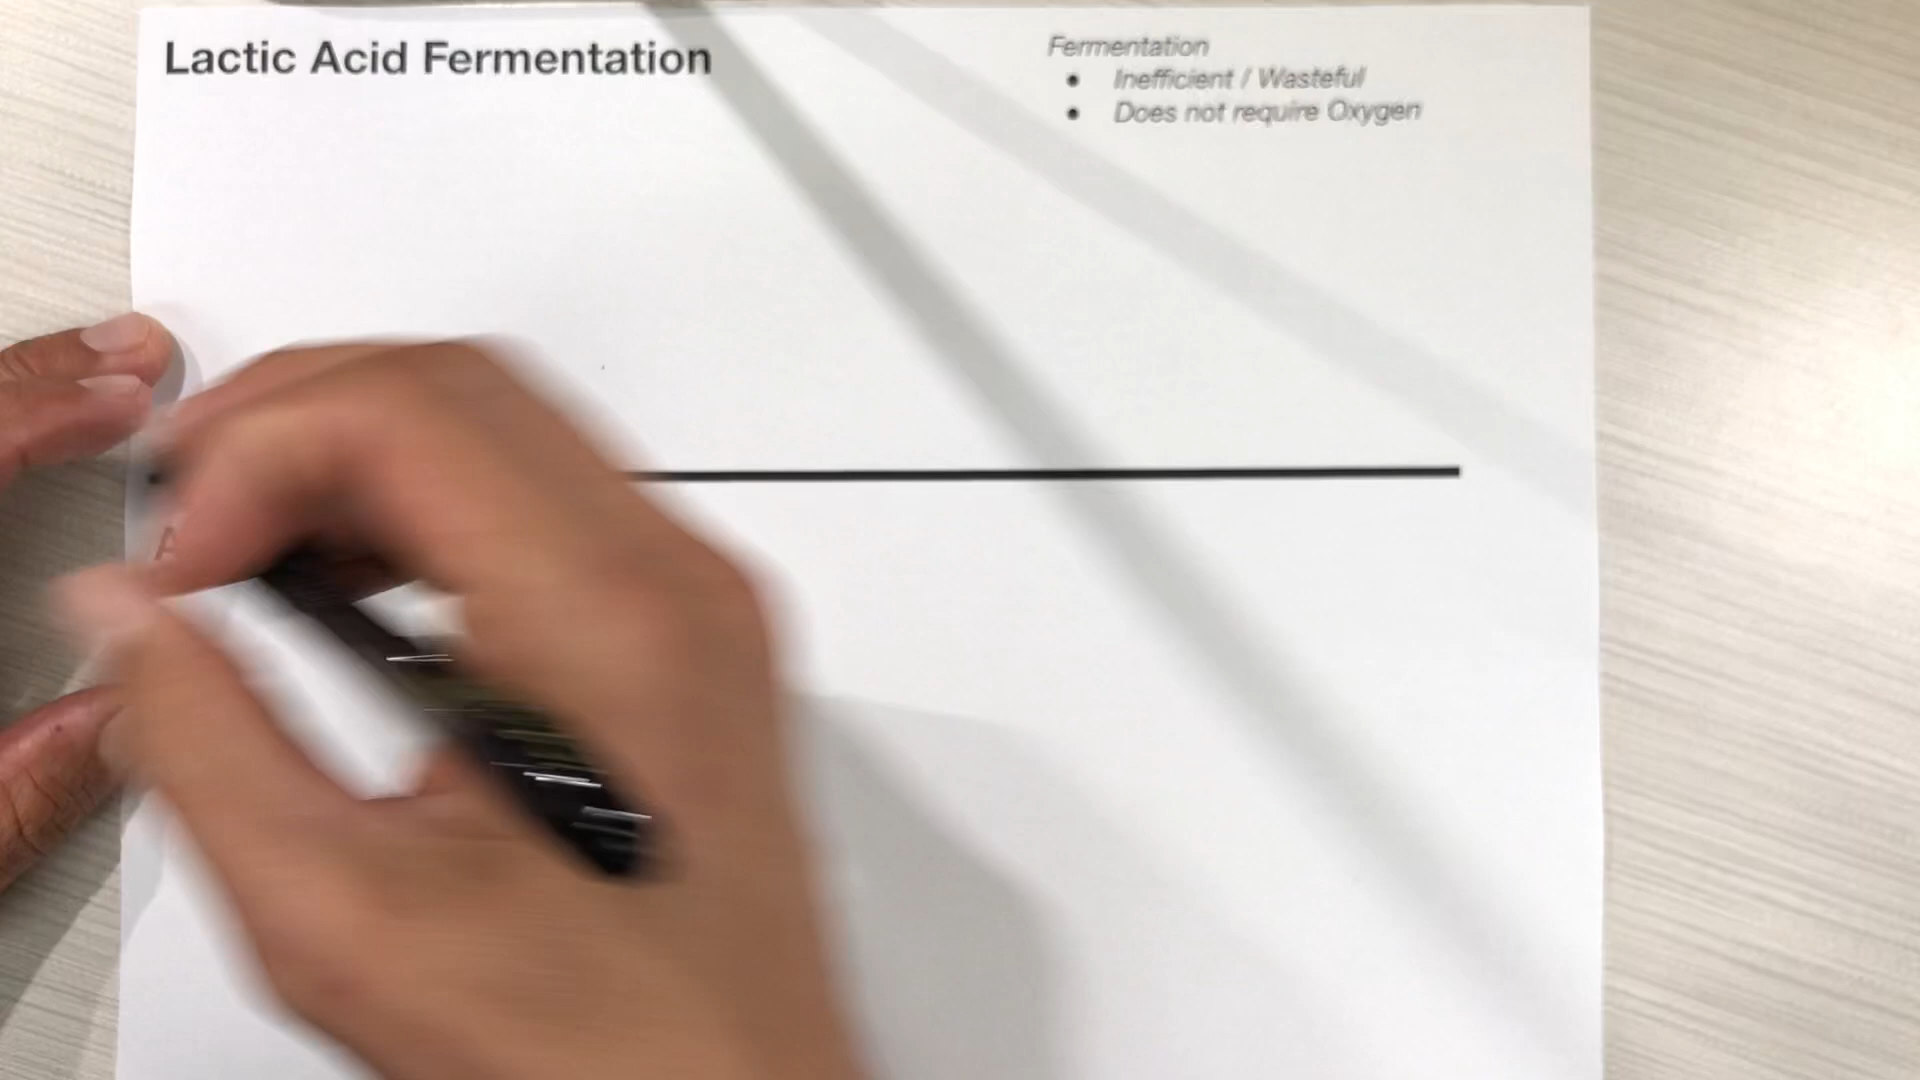 Lactic Acid Fermentation
Fermentation
• Inefficient / Wasteful
• Does not require Oxygen